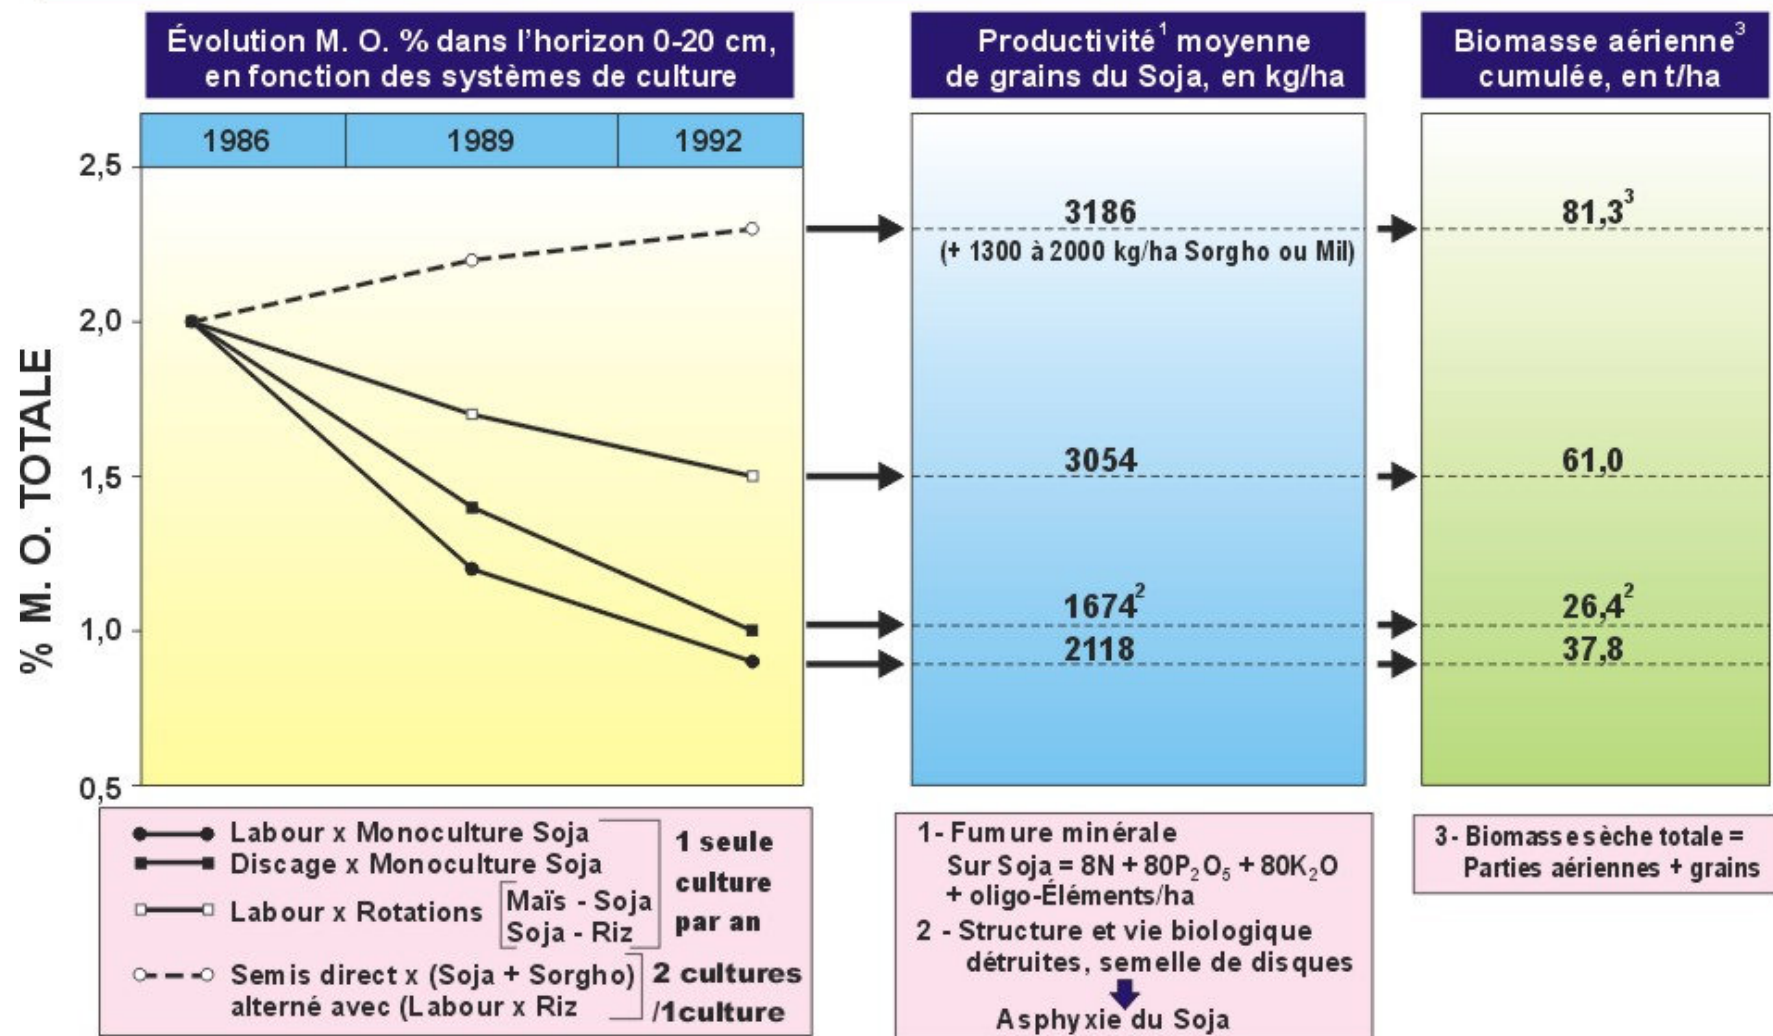 Évolution M. O. % dans l'horizon 0-20 cm,
en fonction des systèmes de culture
Productivité¹ moyenne
de grains du Soja, en kg/ha
Biomasse aérienne³
cumulée, en t/ha
1986 1989 1992
% M. O. TOTALE
2,5
2,0
1,5
1,0
0,5
3186
(+ 1300 à 2000 kg/ha Sorgho ou Mil)
3054
1674²
2118
81,3³
61,0
26,4²
37,8
Labour x Monoculture Soja
Discage x Monoculture Soja
Labour x Rotations
Maïs - Soja
Soja - Riz
1 seule
culture
par an
Semis direct x (Soja + Sorgho)
alterné avec (Labour x Riz
2 cultures
/1culture
1- Fumure minérale
Sur Soja = 8N + 80P₂O₅ + 80K₂O
+ oligo-Éléments/ha
2 - Structure et vie biologique
détruites, semelle de disques
Asphyxie du Soja
3- Biomasse sèche totale =
Parties aériennes + grains